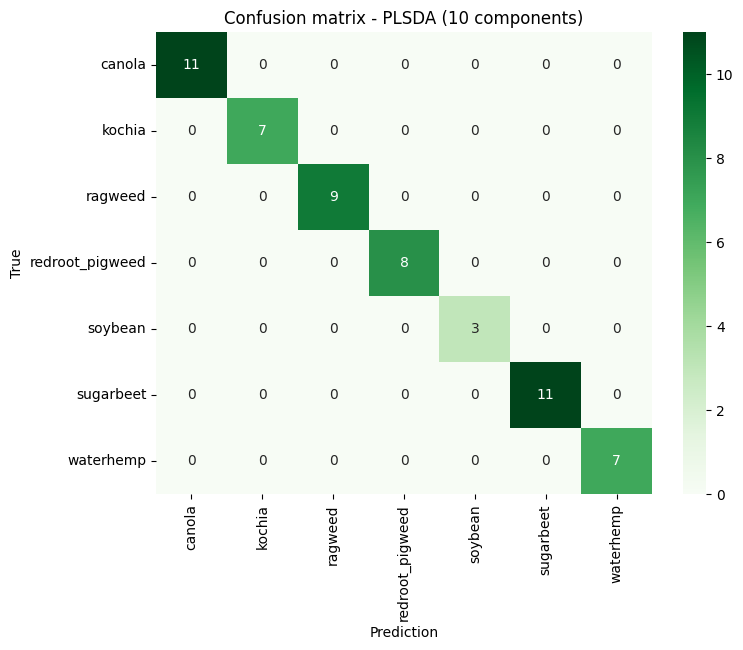 Confusion matrix - PLSDA (10 components)
canola 11 0 0 0 0 0 0
kochia 0 7 0 0 0 0 0
ragweed 0 0 9 0 0 0 0
redroot_pigweed 0 0 0 8 0 0 0
soybean 0 0 0 0 3 0 0
sugarbeet 0 0 0 0 0 11 0
waterhemp 0 0 0 0 0 0 7
True
canola kochia ragweed redroot_pigweed soybean sugarbeet waterhemp
Prediction
10
8
6
4
2
0